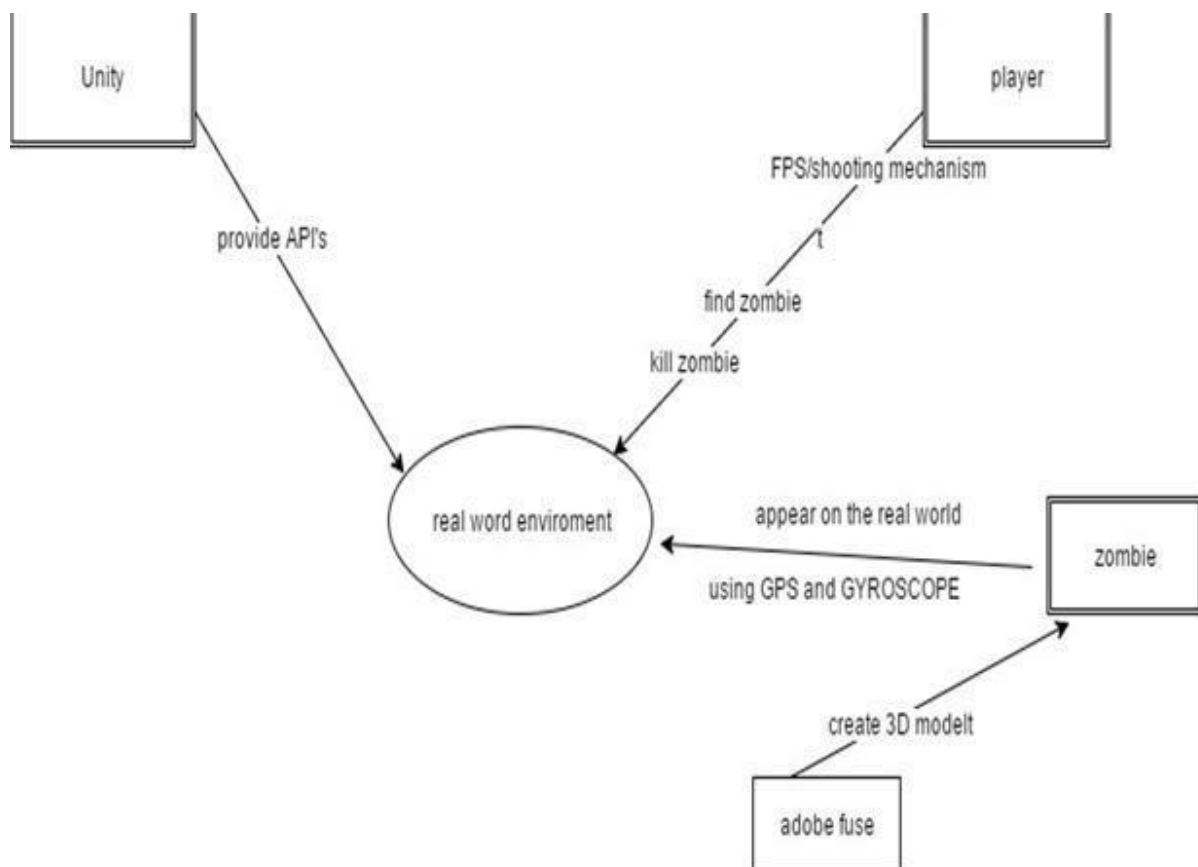 Unity
player
FPS/shooting mechanism
provide API's
t
find zombie
kill zombie
real word enviroment
appear on the real world
using GPS and GYROSCOPE
zombie
create 3D modelt
adobe fuse